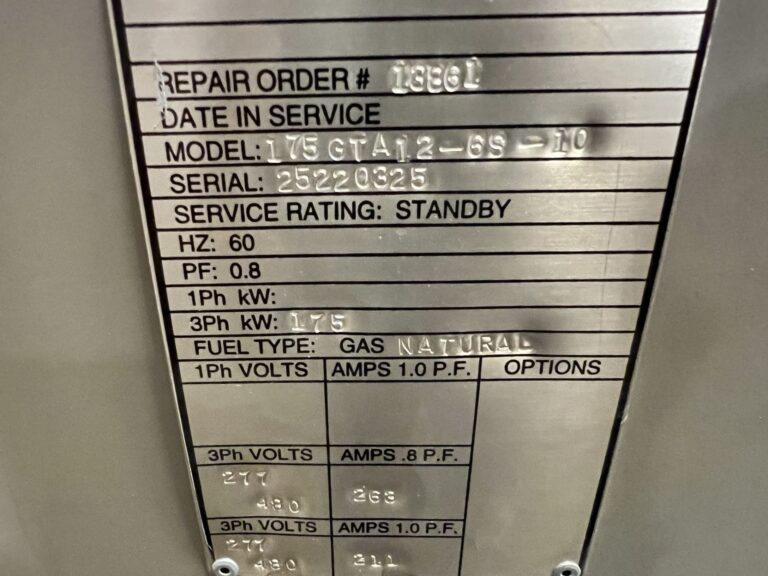 REPAIR ORDER # 13861
DATE IN SERVICE
MODEL: 175 GTA12-6S-10
SERIAL: 25220325
SERVICE RATING: STANDBY
HZ: 60
PF: 0.8
1Ph kW:
3Ph kW: 175
FUEL TYPE: GAS NATURAL
1Ph VOLTS AMPS 1.0 P.F. OPTIONS
3Ph VOLTS AMPS .8 P.F.
277
480 263
3Ph VOLTS AMPS 1.0 P.F.
277
480 211